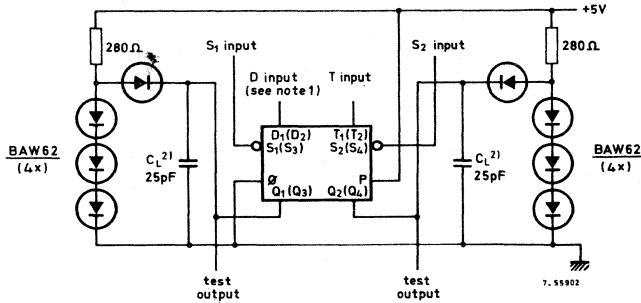 +5V
280Ω
S1 input
S2 input
280Ω
D input
(see note 1)
T input
D1(D2)
T1(T2)
S1(S3)
S2(S4)
BAW62
(4x)
CL 2)
25pF
Ø
P
Q1(Q3)
Q2(Q4)
CL 2)
25pF
BAW62
(4x)
test
output
test
output
7_55902